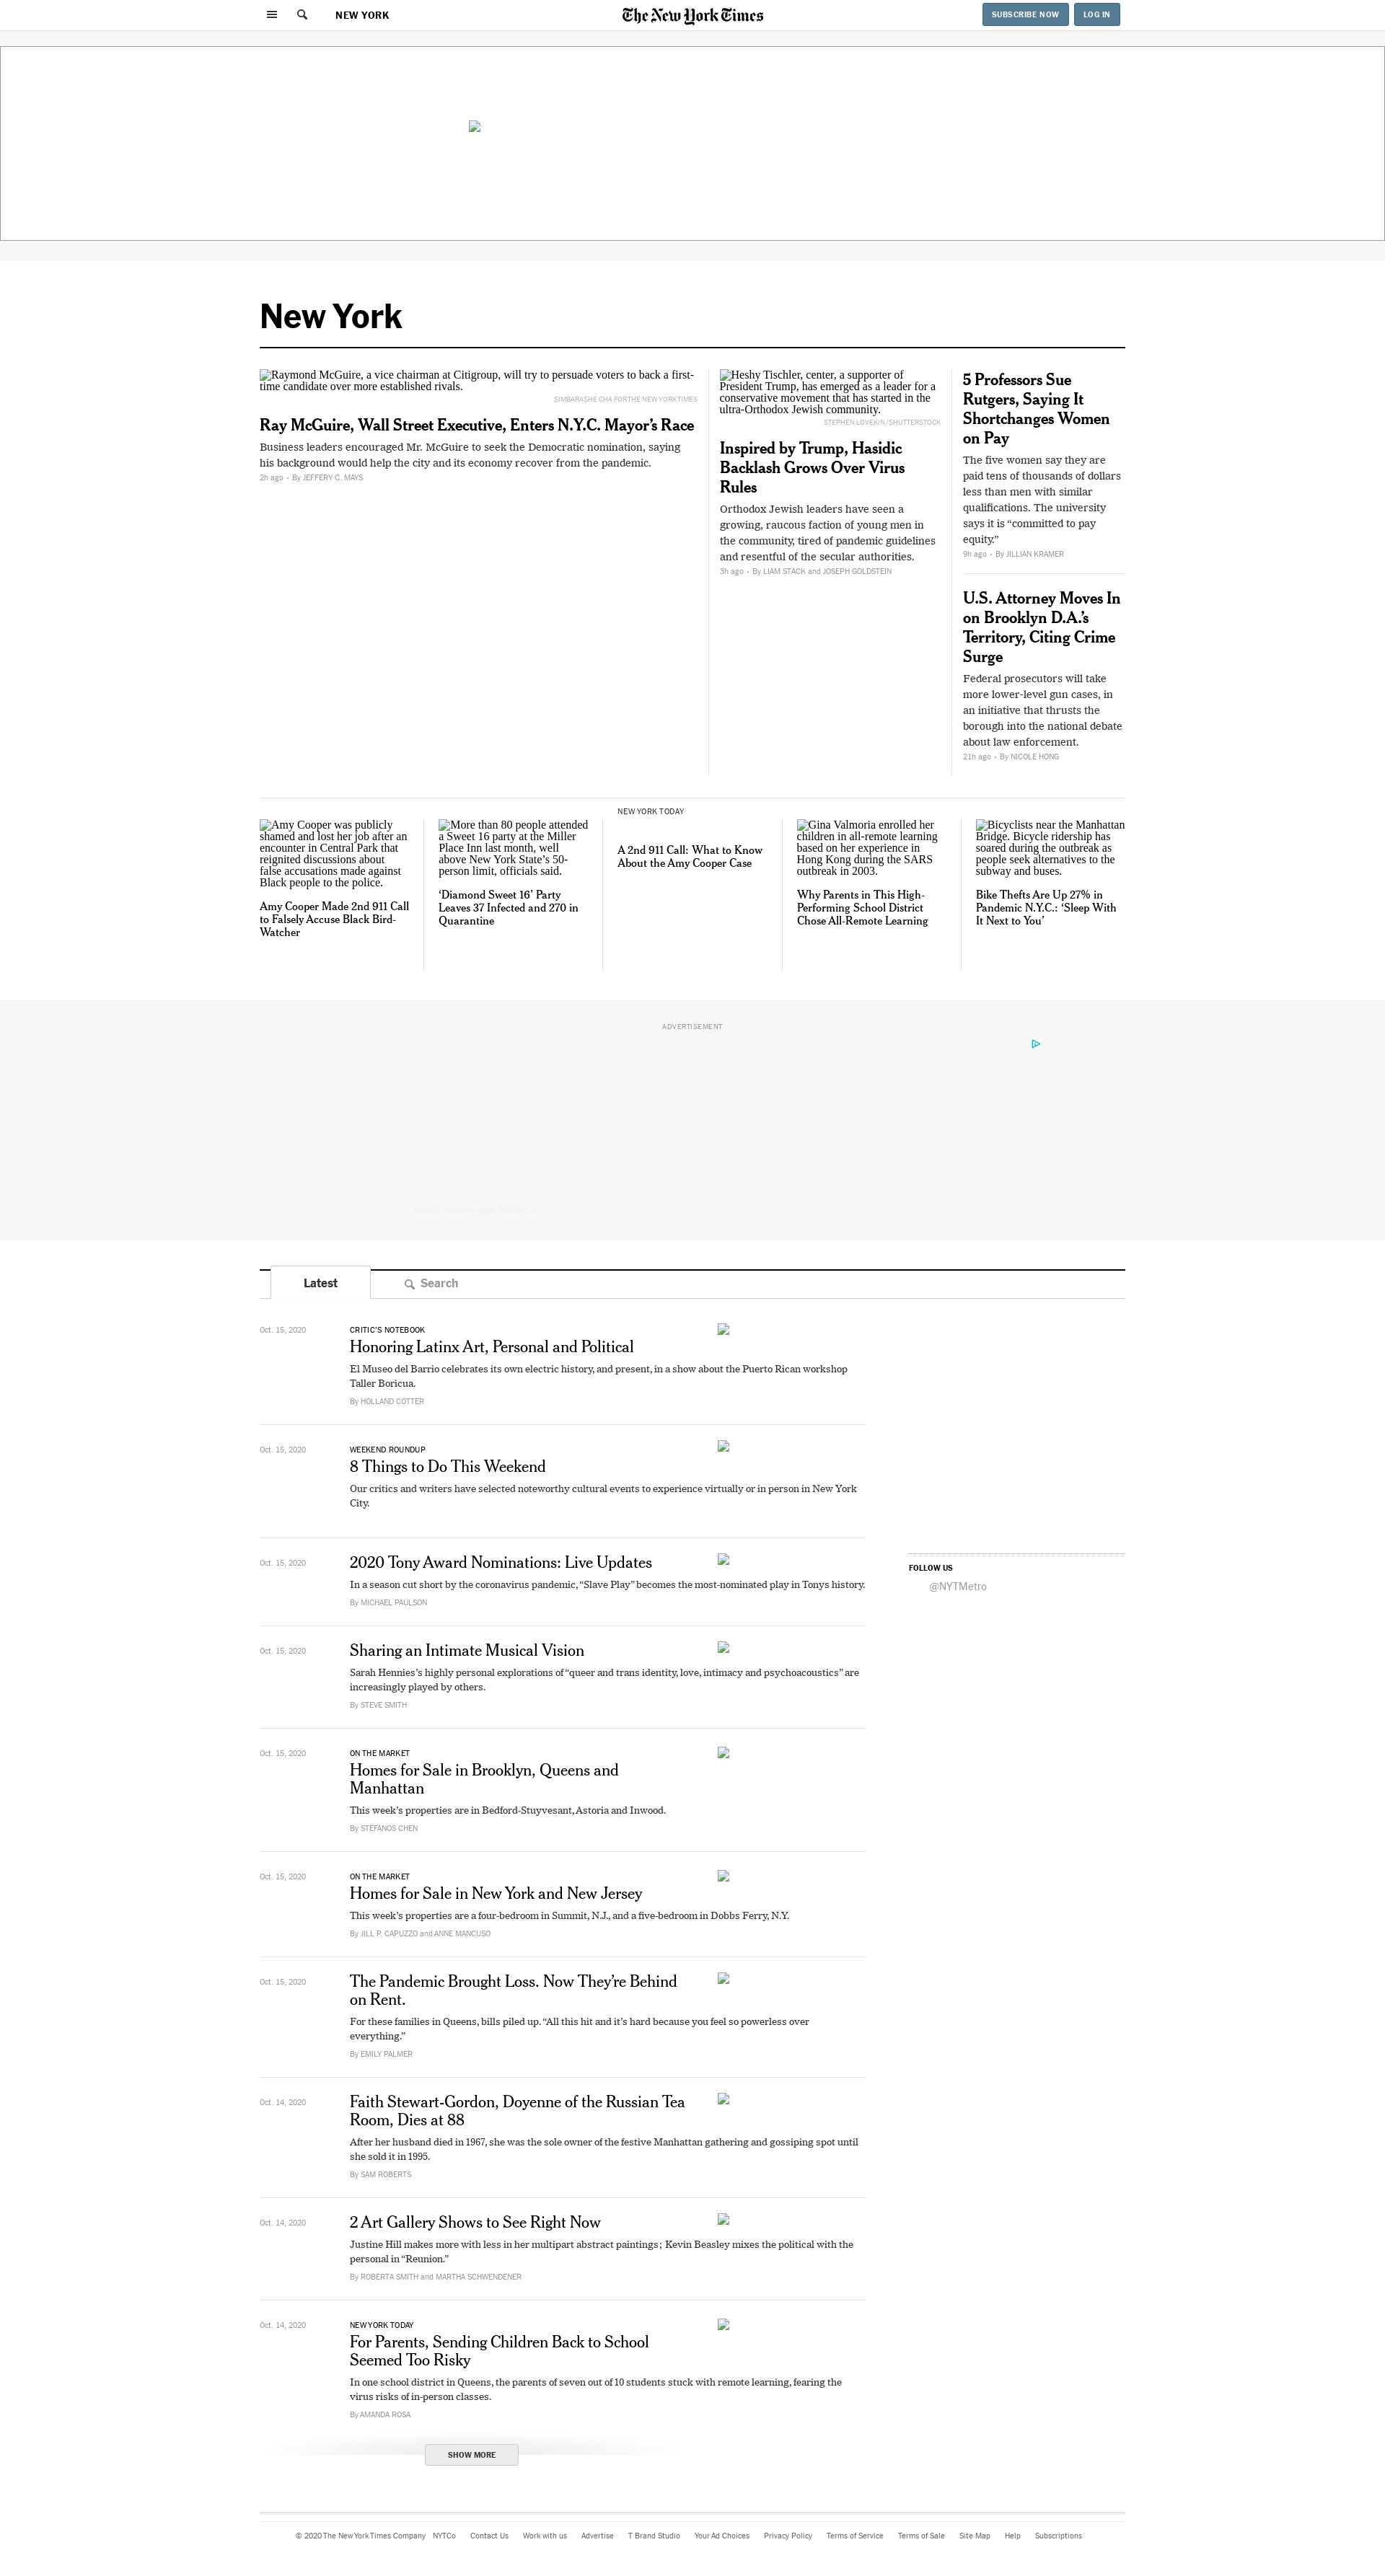 NEW YORK
The New York Times
SUBSCRIBE NOW
LOG IN
New York
Raymond McGuire, a vice chairman at Citigroup, will try to persuade voters to back a first-
time candidate over more established rivals.
SIMBARASHE CHA FOR THE NEW YORK TIMES
Ray McGuire, Wall Street Executive, Enters N.Y.C. Mayor’s Race
Business leaders encouraged Mr. McGuire to seek the Democratic nomination, saying
his background would help the city and its economy recover from the pandemic.
2h ago • By JEFFERY C. MAYS
Heshy Tischler, center, a supporter of
President Trump, has emerged as a leader for a
conservative movement that has started in the
ultra-Orthodox Jewish community.
STEPHEN LOVEKIN/SHUTTERSTOCK
Inspired by Trump, Hasidic
Backlash Grows Over Virus
Rules
Orthodox Jewish leaders have seen a
growing, raucous faction of young men in
the community, tired of pandemic guidelines
and resentful of the secular authorities.
3h ago • By LIAM STACK and JOSEPH GOLDSTEIN
5 Professors Sue
Rutgers, Saying It
Shortchanges Women
on Pay
The five women say they are
paid tens of thousands of dollars
less than men with similar
qualifications. The university
says it is “committed to pay
equity.”
9h ago • By JILLIAN KRAMER
U.S. Attorney Moves In
on Brooklyn D.A.’s
Territory, Citing Crime
Surge
Federal prosecutors will take
more lower-level gun cases, in
an initiative that thrusts the
borough into the national debate
about law enforcement.
21h ago • By NICOLE HONG
Amy Cooper was publicly
shamed and lost her job after an
encounter in Central Park that
reignited discussions about
false accusations made against
Black people to the police.
Amy Cooper Made 2nd 911 Call
to Falsely Accuse Black Bird-
Watcher
More than 80 people attended
a Sweet 16 party at the Miller
Place Inn last month, well
above New York State’s 50-
person limit, officials said.
‘Diamond Sweet 16’ Party
Leaves 37 Infected and 270 in
Quarantine
NEW YORK TODAY
A 2nd 911 Call: What to Know
About the Amy Cooper Case
Gina Valmoria enrolled her
children in all-remote learning
based on her experience in
Hong Kong during the SARS
outbreak in 2003.
Why Parents in This High-
Performing School District
Chose All-Remote Learning
Bicyclists near the Manhattan
Bridge. Bicycle ridership has
soared during the outbreak as
people seek alternatives to the
subway and buses.
Bike Thefts Are Up 27% in
Pandemic N.Y.C.: ‘Sleep With
It Next to You’
ADVERTISEMENT
Latest
Search
Oct. 15, 2020
CRITIC’S NOTEBOOK
Honoring Latinx Art, Personal and Political
El Museo del Barrio celebrates its own electric history, and present, in a show about the Puerto Rican workshop
Taller Boricua.
By HOLLAND COTTER
Oct. 15, 2020
WEEKEND ROUNDUP
8 Things to Do This Weekend
Our critics and writers have selected noteworthy cultural events to experience virtually or in person in New York
City.
Oct. 15, 2020
2020 Tony Award Nominations: Live Updates
In a season cut short by the coronavirus pandemic, “Slave Play” becomes the most-nominated play in Tonys history.
By MICHAEL PAULSON
FOLLOW US
@NYTMetro
Oct. 15, 2020
Sharing an Intimate Musical Vision
Sarah Hennies’s highly personal explorations of “queer and trans identity, love, intimacy and psychoacoustics” are
increasingly played by others.
By STEVE SMITH
Oct. 15, 2020
ON THE MARKET
Homes for Sale in Brooklyn, Queens and
Manhattan
This week’s properties are in Bedford-Stuyvesant, Astoria and Inwood.
By STEFANOS CHEN
Oct. 15, 2020
ON THE MARKET
Homes for Sale in New York and New Jersey
This week’s properties are a four-bedroom in Summit, N.J., and a five-bedroom in Dobbs Ferry, N.Y.
By JILL P. CAPUZZO and ANNE MANCUSO
Oct. 15, 2020
The Pandemic Brought Loss. Now They’re Behind
on Rent.
For these families in Queens, bills piled up. “All this hit and it’s hard because you feel so powerless over
everything.”
By EMILY PALMER
Oct. 14, 2020
Faith Stewart-Gordon, Doyenne of the Russian Tea
Room, Dies at 88
After her husband died in 1967, she was the sole owner of the festive Manhattan gathering and gossiping spot until
she sold it in 1995.
By SAM ROBERTS
Oct. 14, 2020
2 Art Gallery Shows to See Right Now
Justine Hill makes more with less in her multipart abstract paintings; Kevin Beasley mixes the political with the
personal in “Reunion.”
By ROBERTA SMITH and MARTHA SCHWENDENER
Oct. 14, 2020
NEW YORK TODAY
For Parents, Sending Children Back to School
Seemed Too Risky
In one school district in Queens, the parents of seven out of 10 students stuck with remote learning, fearing the
virus risks of in-person classes.
By AMANDA ROSA
SHOW MORE
© 2020 The New York Times Company NYTCo Contact Us Work with us Advertise T Brand Studio Your Ad Choices Privacy Policy Terms of Service Terms of Sale Site Map Help Subscriptions